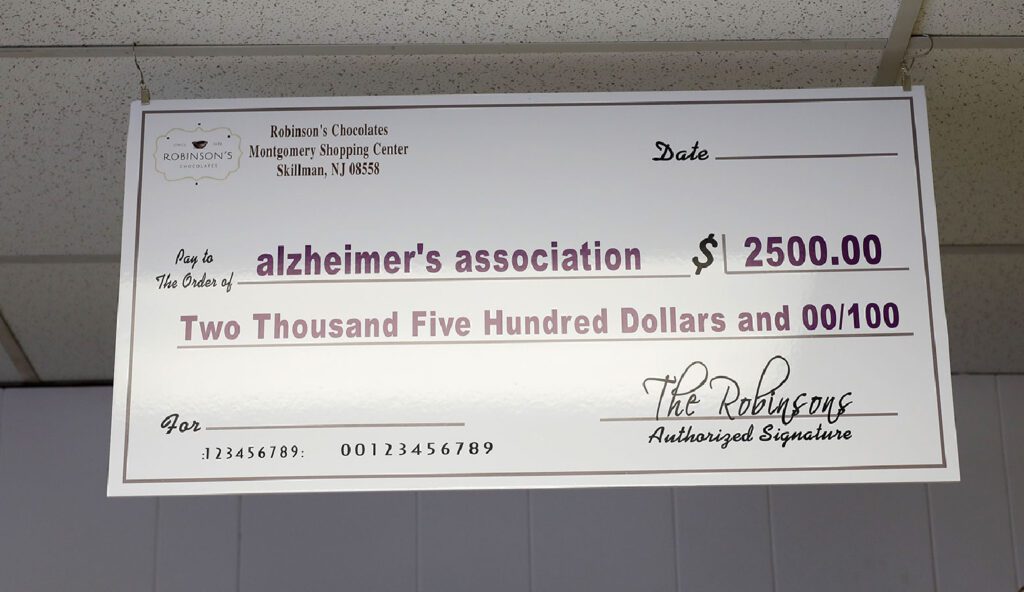 ROBINSON'S
CHOCOLATES
Robinson's Chocolates
Montgomery Shopping Center
Skillman, NJ 08558
Date
Pay to
The Order of
alzheimer's association
$ 2500.00
Two Thousand Five Hundred Dollars and 00/100
The Robinsons
For
Authorized Signature
:123456789: 00123456789